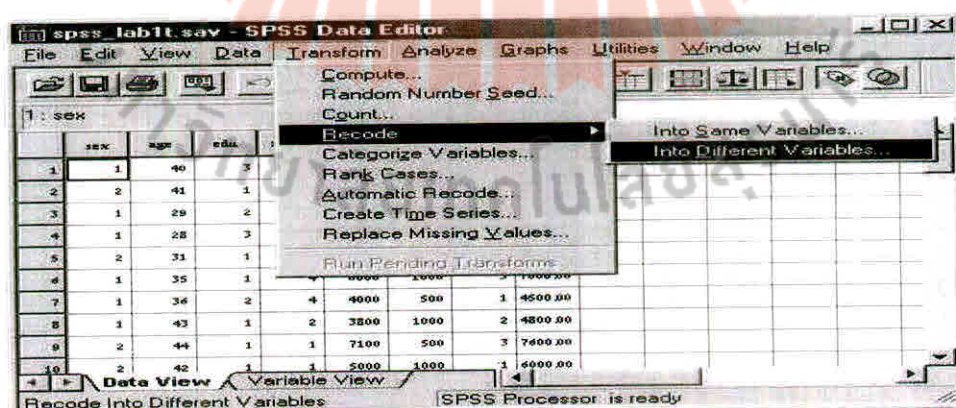 spss_lab1t.sav - SPSS Data Editor
File Edit View Data Transform Analyze Graphs Utilities Window Help
Compute...
Random Number Seed...
Count...
Recode
Into Same Variables...
Into Different Variables...
Categorize Variables...
Rank Cases...
Automatic Recode...
Create Time Series...
Replace Missing Values...
Run Pending Transforms
1 : sex
sex age edu
1 1 40 3
2 2 41 1
3 1 29 2
4 1 28 3
5 2 31 1
6 1 35 1
7 1 36 2 4 4000 500 1 4500.00
8 1 43 1 2 3800 1000 2 4800.00
9 2 44 1 1 7100 500 3 7600.00
10 2 42 1 1 5000 1000 1 6000.00
Data View Variable View
Recode Into Different Variables SPSS Processor is ready